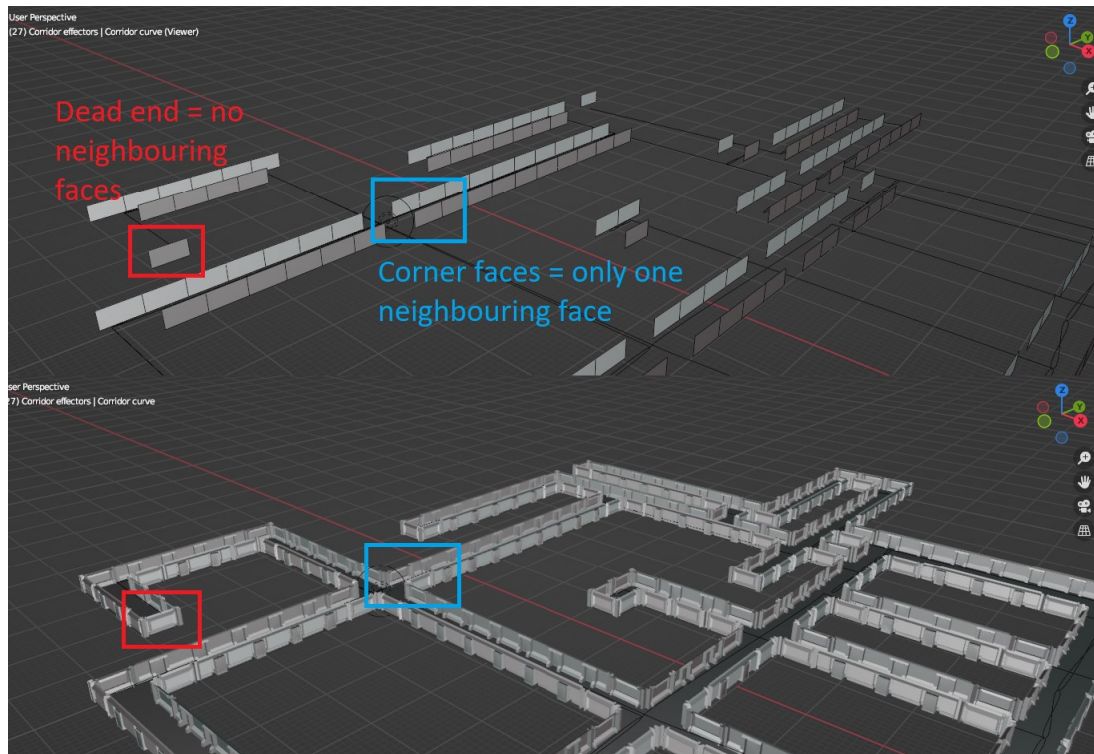 User Perspective
(27) Corridor effectors | Corridor curve (Viewer)
Z
Y
X
Dead end = no
neighbouring
faces
Corner faces = only one
neighbouring face
ser Perspective
27) Corridor effectors | Corridor curve
Z
Y
X